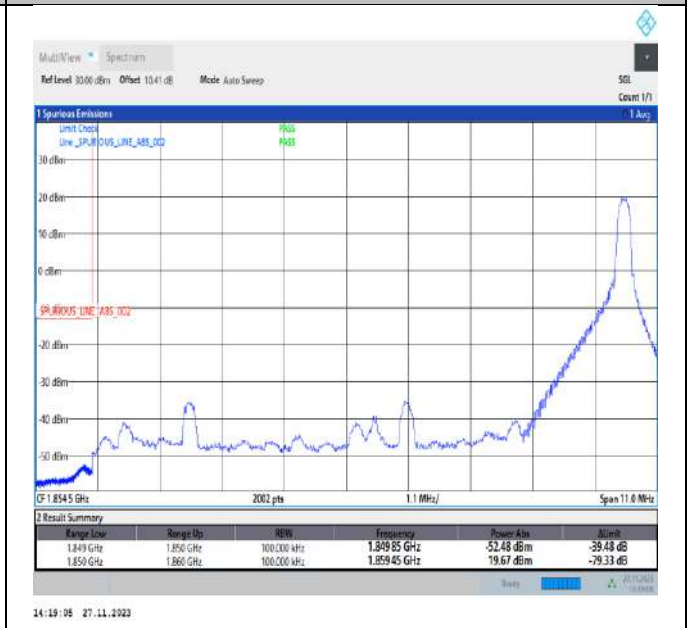 MultiView Spectrum
Ref Level 30.00 dBm Offset 10.41 dB Mode Auto Sweep SGL
Count 1/1
1 Spurious Emissions 1 Avg
Limit Check PASS
Line _SPURIOUS_LINE_ABS_002 PASS
30 dBm
20 dBm
10 dBm
0 dBm
SPURIOUS_LINE_ABS_002
-20 dBm
-30 dBm
-40 dBm
-50 dBm
CF 1.8545 GHz 2002 pts 1.1 MHz/ Span 11.0 MHz
2 Result Summary
Range Low Range Up RBW Frequency Power Abs ΔLimit
1.849 GHz 1.850 GHz 100.000 kHz 1.84985 GHz -52.48 dBm -39.48 dB
1.850 GHz 1.860 GHz 100.000 kHz 1.85945 GHz 19.67 dBm -79.33 dB
Ready 27.11.2023
14:19:05 27.11.2023